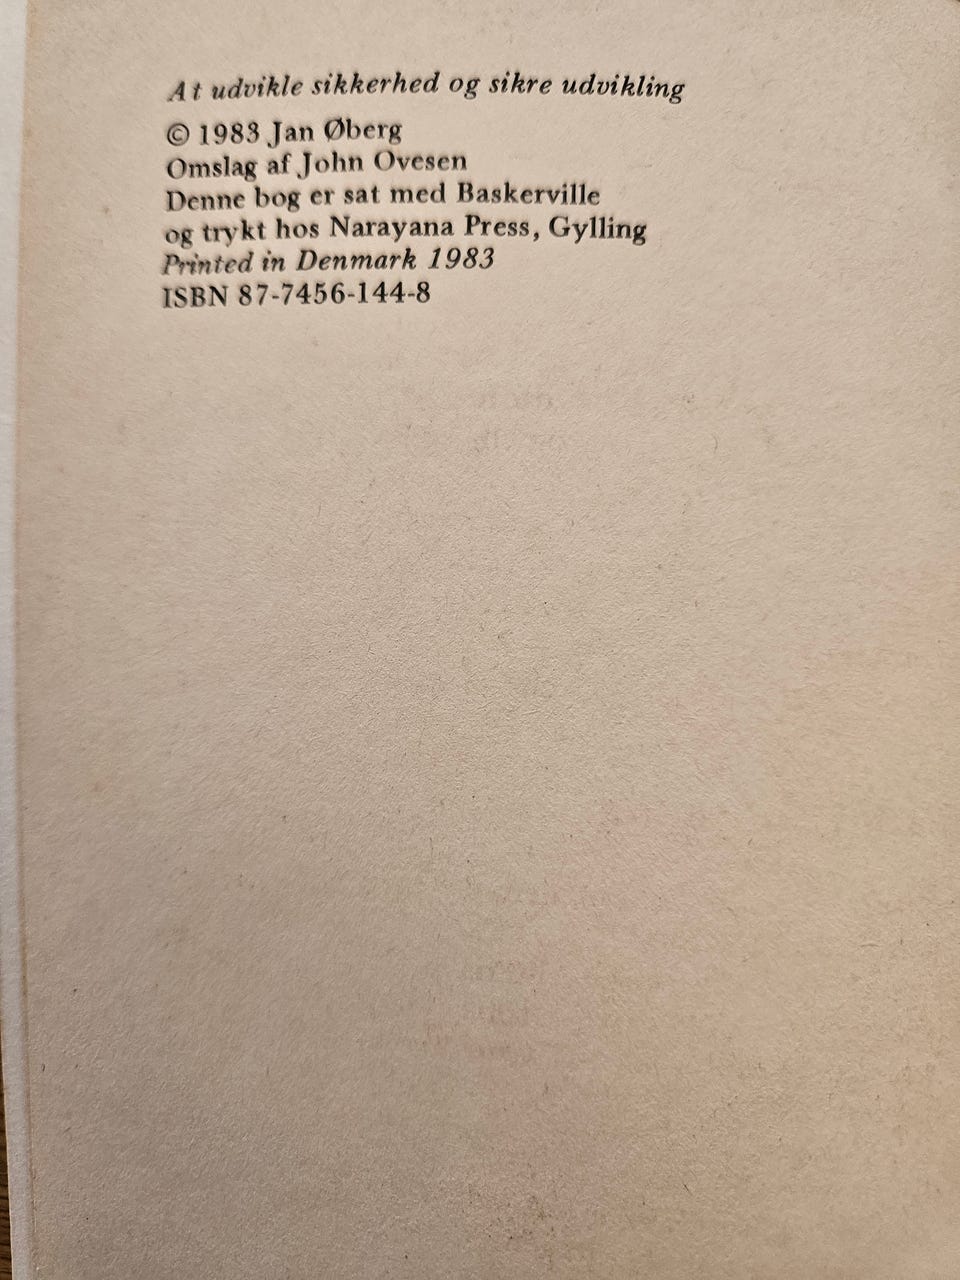 At udvikle sikkerhed og sikre udvikling
© 1983 Jan Øberg
Omslag af John Ovesen
Denne bog er sat med Baskerville
og trykt hos Narayana Press, Gylling
Printed in Denmark 1983
ISBN 87-7456-144-8